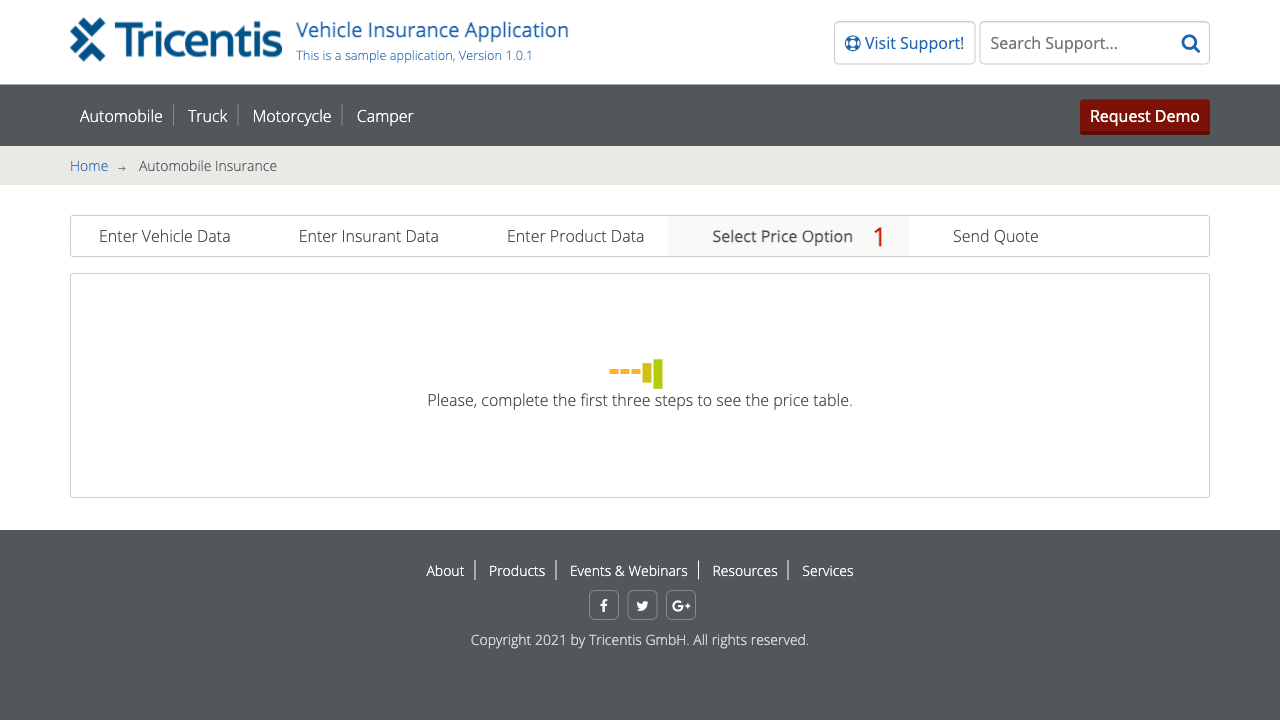 Tricentis
Vehicle Insurance Application
This is a sample application, Version 1.0.1
Visit Support!
Search Support...
Automobile
Truck
Motorcycle
Camper
Request Demo
Home
Automobile Insurance
Enter Vehicle Data
Enter Insurant Data
Enter Product Data
Select Price Option 1
Send Quote
Please, complete the first three steps to see the price table.
About
Products
Events & Webinars
Resources
Services
Copyright 2021 by Tricentis GmbH. All rights reserved.